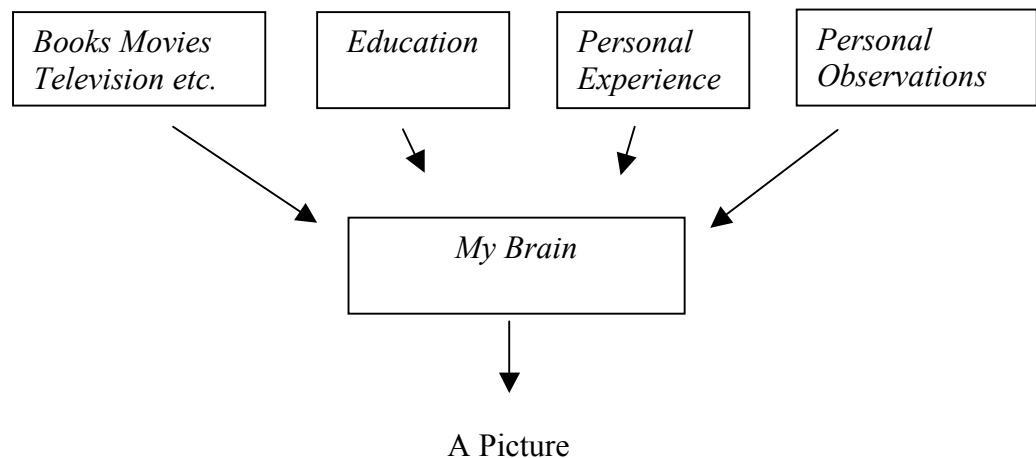 Books Movies
Television etc.
Education
Personal
Experience
Personal
Observations
My Brain
A Picture